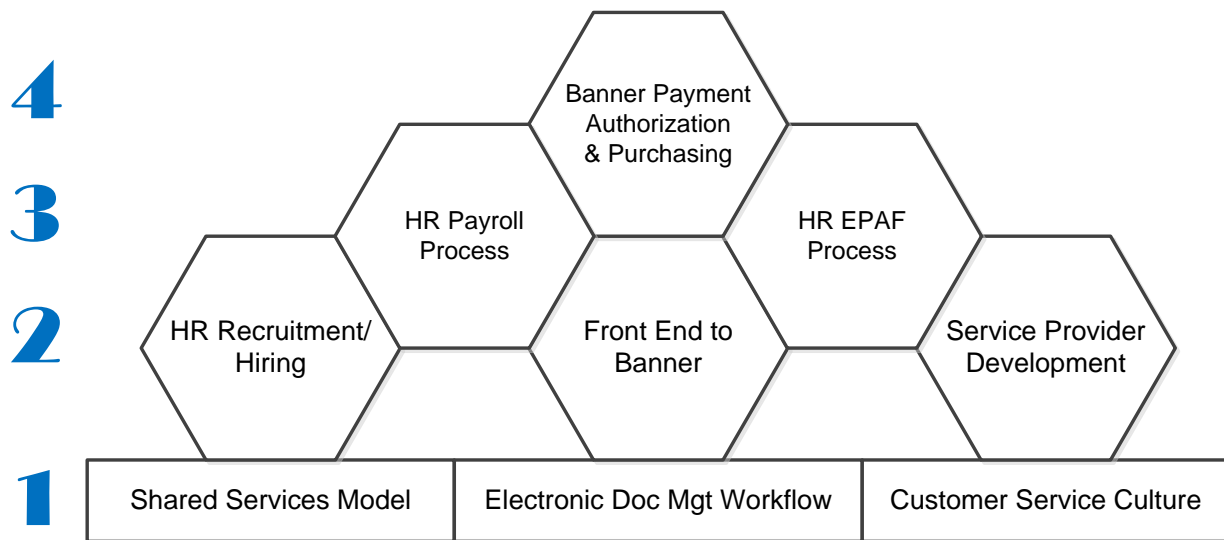 4
Banner Payment
Authorization
& Purchasing
3
HR Payroll
Process
HR EPAF
Process
2
HR Recruitment/
Hiring
Front End to
Banner
Service Provider
Development
1
Shared Services Model
Electronic Doc Mgt Workflow
Customer Service Culture